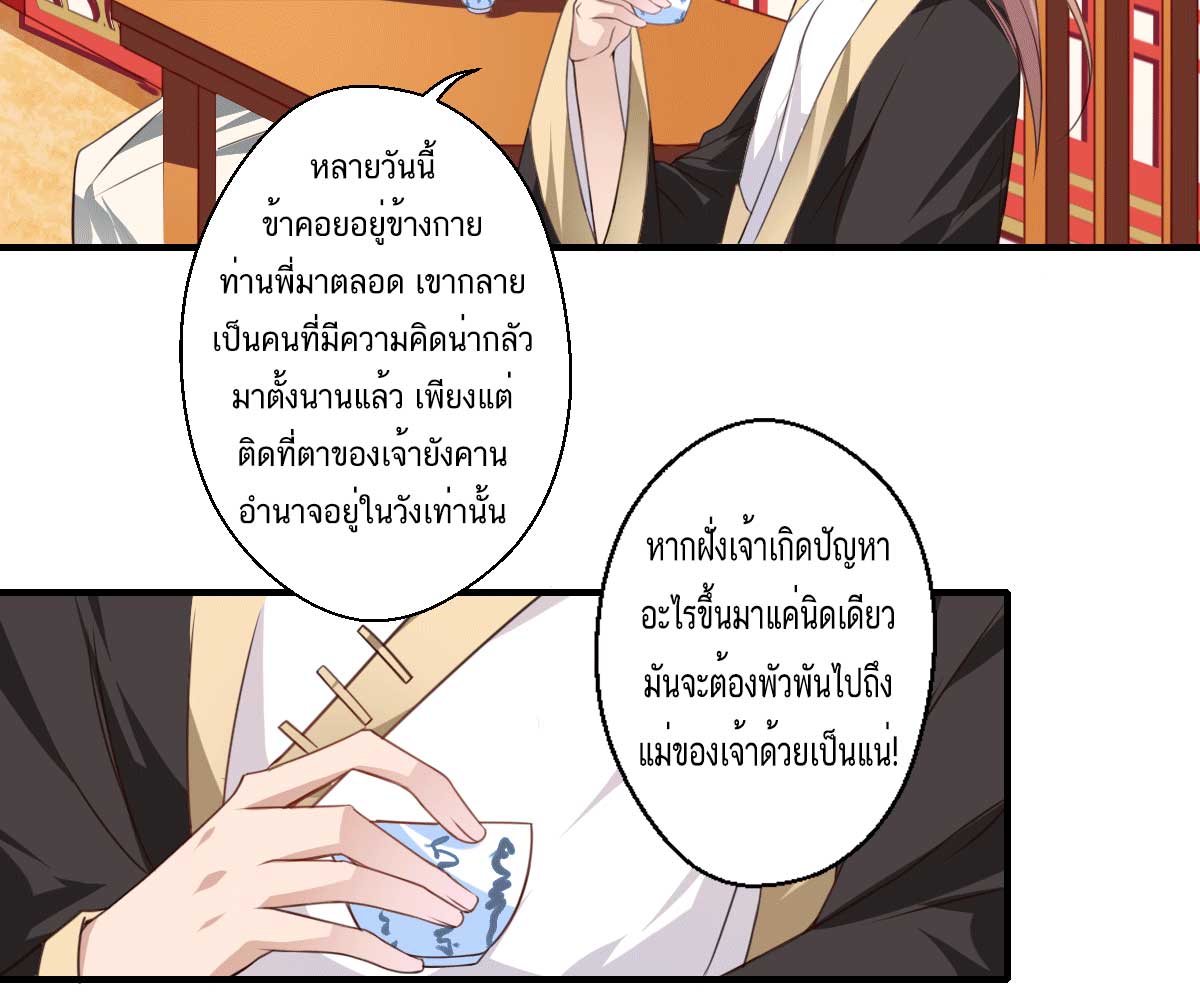 หลายวันนี้
ข้าคอยอยู่ข้างกาย
ท่านพี่มาตลอด เขากลาย
เป็นคนที่มีความคิดน่ากลัว
มาตั้งนานแล้ว เพียงแต่
ติดที่ตาของเจ้ายังคาน
อำนาจอยู่ในวังเท่านั้น
หากฝั่งเจ้าเกิดปัญหา
อะไรขึ้นมาแค่นิดเดียว
มันจะต้องพัวพันไปถึง
แม่ของเจ้าด้วยเป็นแน่!